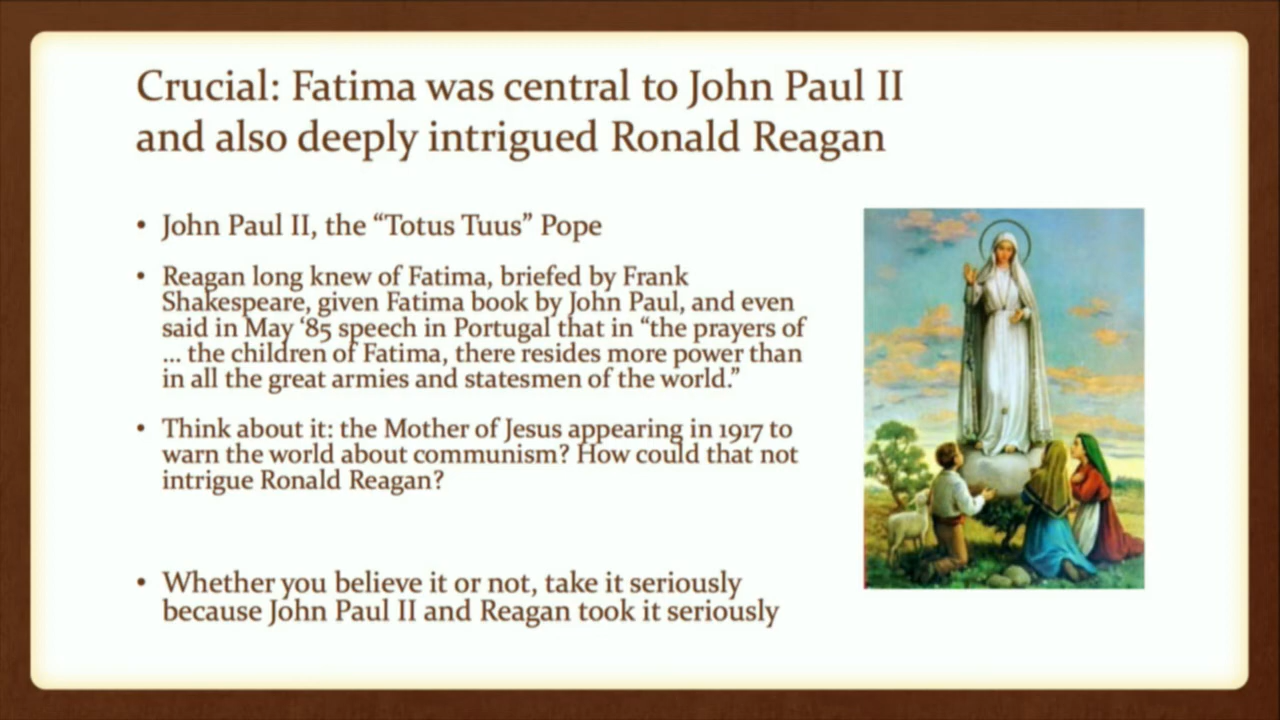 Crucial: Fatima was central to John Paul II
and also deeply intrigued Ronald Reagan
• John Paul II, the “Totus Tuus” Pope
• Reagan long knew of Fatima, briefed by Frank
Shakespeare, given Fatima book by John Paul, and even
said in May ‘85 speech in Portugal that in “the prayers of
... the children of Fatima, there resides more power than
in all the great armies and statesmen of the world.”
• Think about it: the Mother of Jesus appearing in 1917 to
warn the world about communism? How could that not
intrigue Ronald Reagan?
• Whether you believe it or not, take it seriously
because John Paul II and Reagan took it seriously